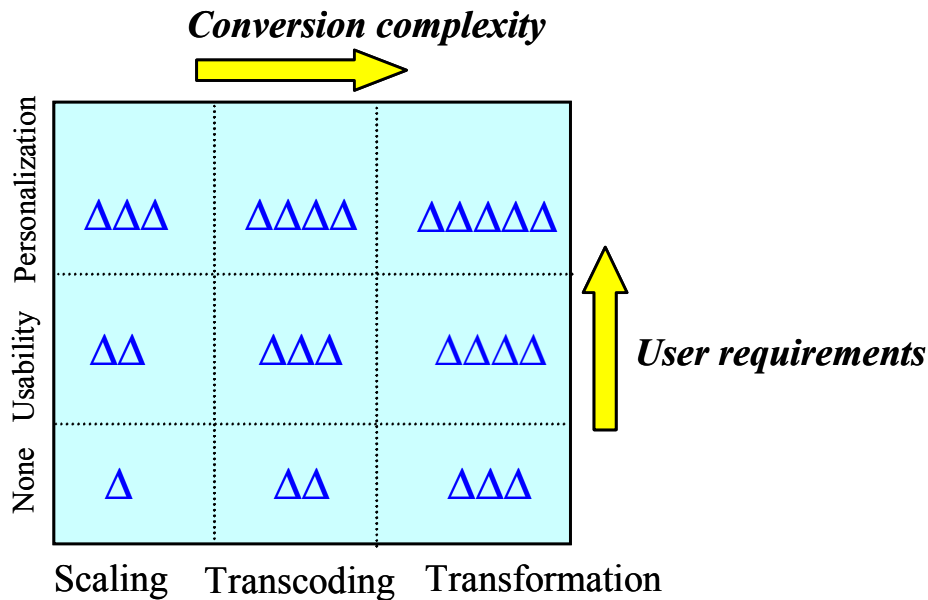 Conversion complexity
Personalization
ΔΔΔ ΔΔΔΔ ΔΔΔΔΔ
Usability
ΔΔ ΔΔΔ ΔΔΔΔ
User requirements
None
Δ ΔΔ ΔΔΔ
Scaling Transcoding Transformation